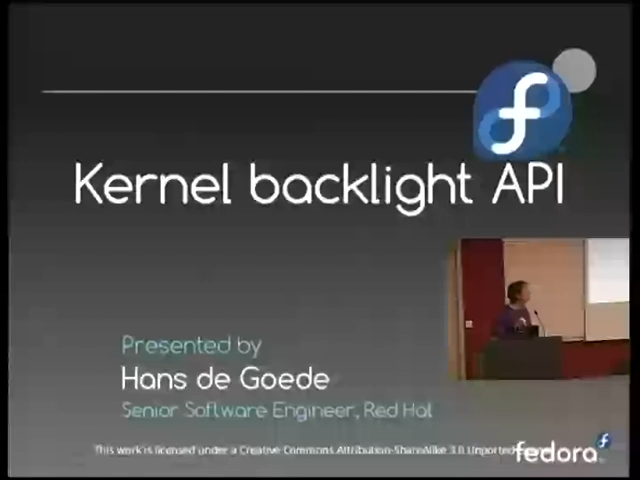 Kernel backlight API
Presented by
Hans de Goede
Senior Software Engineer, Red Hat
This work is licensed under a Creative Commons Attribution-ShareAlike 3.0 Unported
fedora